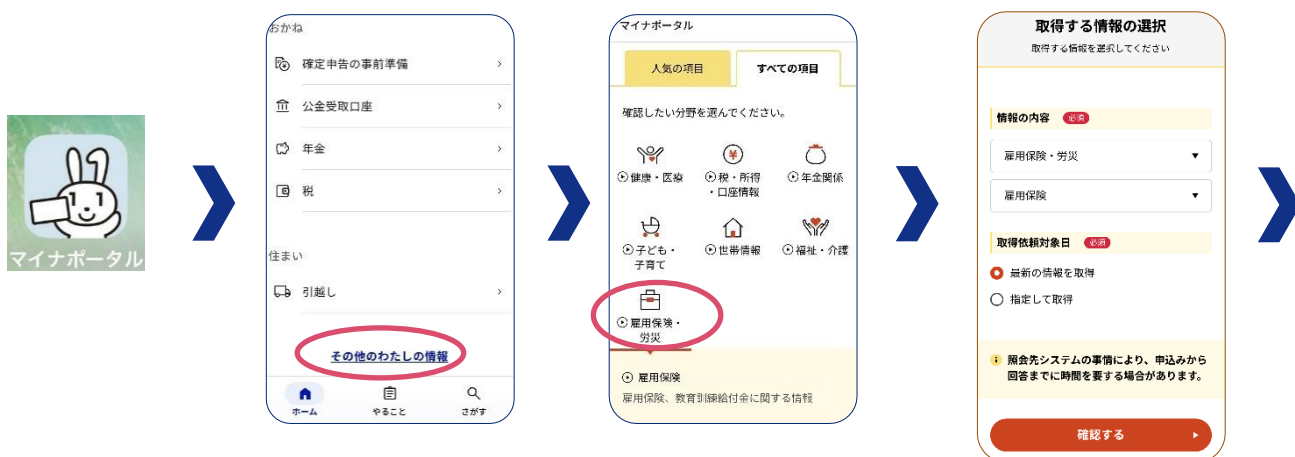 マイナポータル
おかね
確定申告の事前準備
公金受取口座
年金
税
住まい
引越し
その他のわたしの情報
ホーム
やること
さがす
マイナポータル
人気の項目
すべての項目
確認したい分野を選んでください。
健康・医療
税・所得
・口座情報
年金関係
子ども・
子育て
世帯情報
福祉・介護
雇用保険・
労災
雇用保険
雇用保険、教育訓練給付金に関する情報
取得する情報の選択
取得する情報を選択してください
情報の内容 必須
雇用保険・労災
雇用保険
取得依頼対象日 必須
最新の情報を取得
指定して取得
照会先システムの事情により、申込みから
回答までに時間を要する場合があります。
確認する